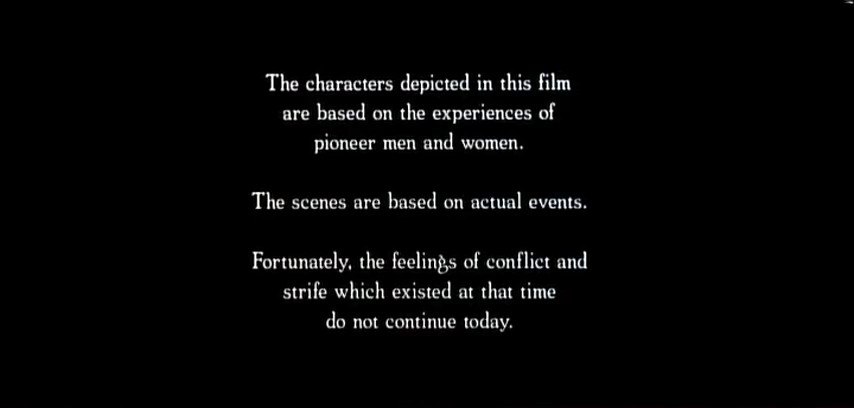 The characters depicted in this film
are based on the experiences of
pioneer men and women.
The scenes are based on actual events.
Fortunately, the feelings of conflict and
strife which existed at that time
do not continue today.